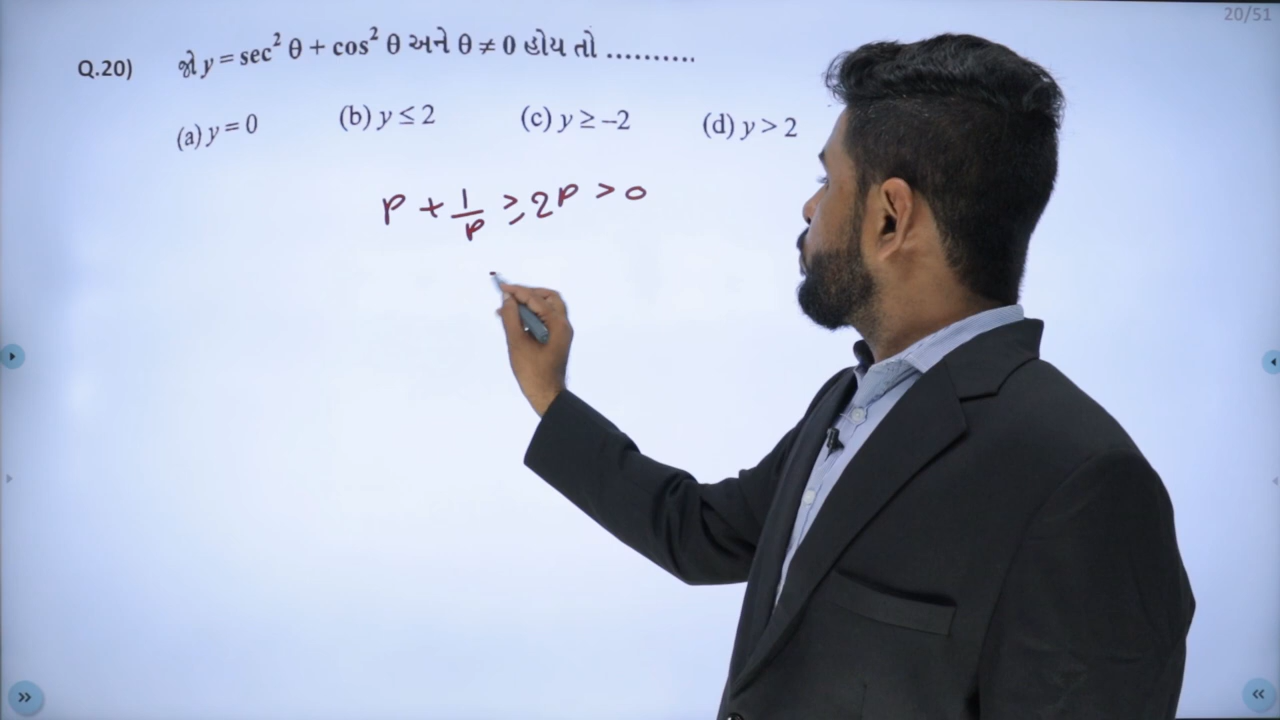 20/51
Q.20) જો y = sec² θ + cos² θ અને θ ≠ 0 હોય તો ..........
(a) y = 0 (b) y ≤ 2 (c) y ≥ –2 (d) y > 2
P + 1/P ≥ 2 P > 0